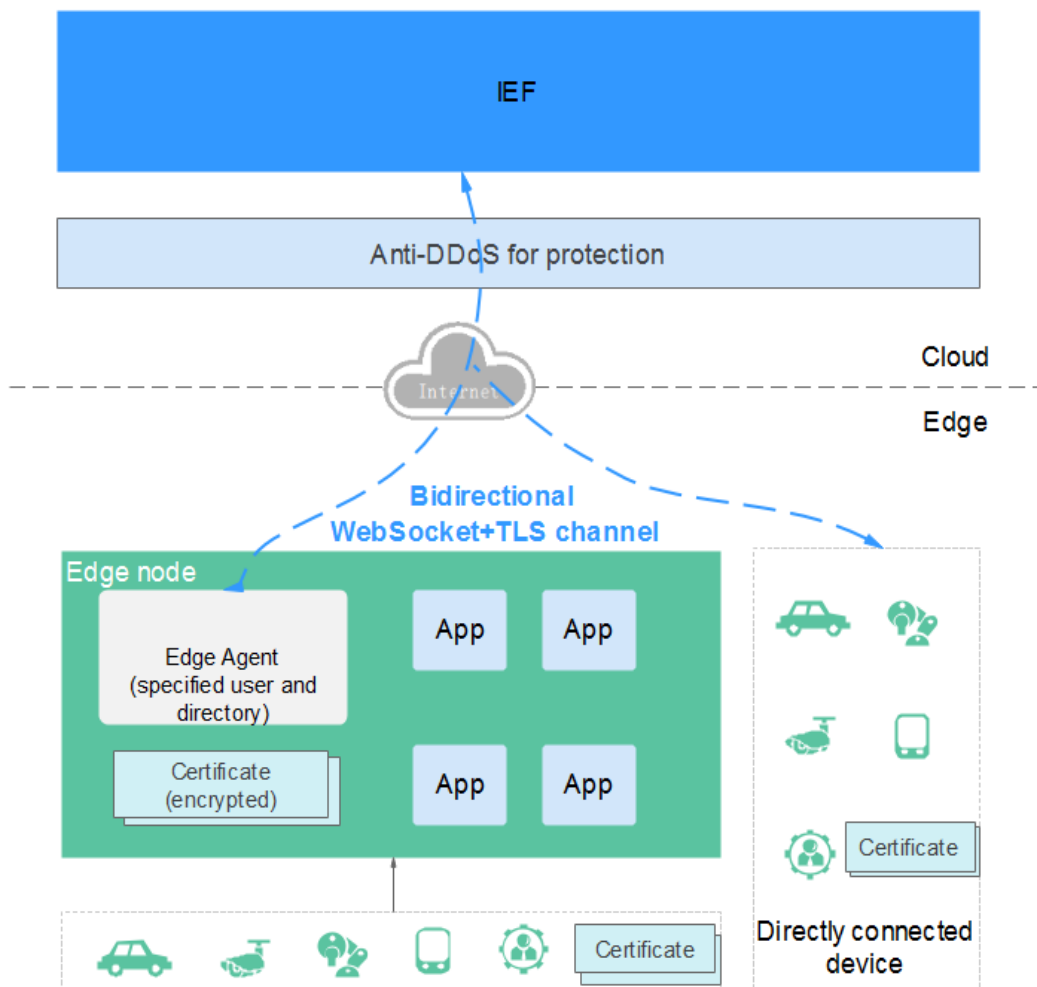 IEF
Anti-DDoS for protection
Cloud
Internet
Edge
Bidirectional
WebSocket+TLS channel
Edge node
Edge Agent
(specified user and
directory)
App
App
Certificate
(encrypted)
App
App
Certificate
Directly connected
device
Certificate